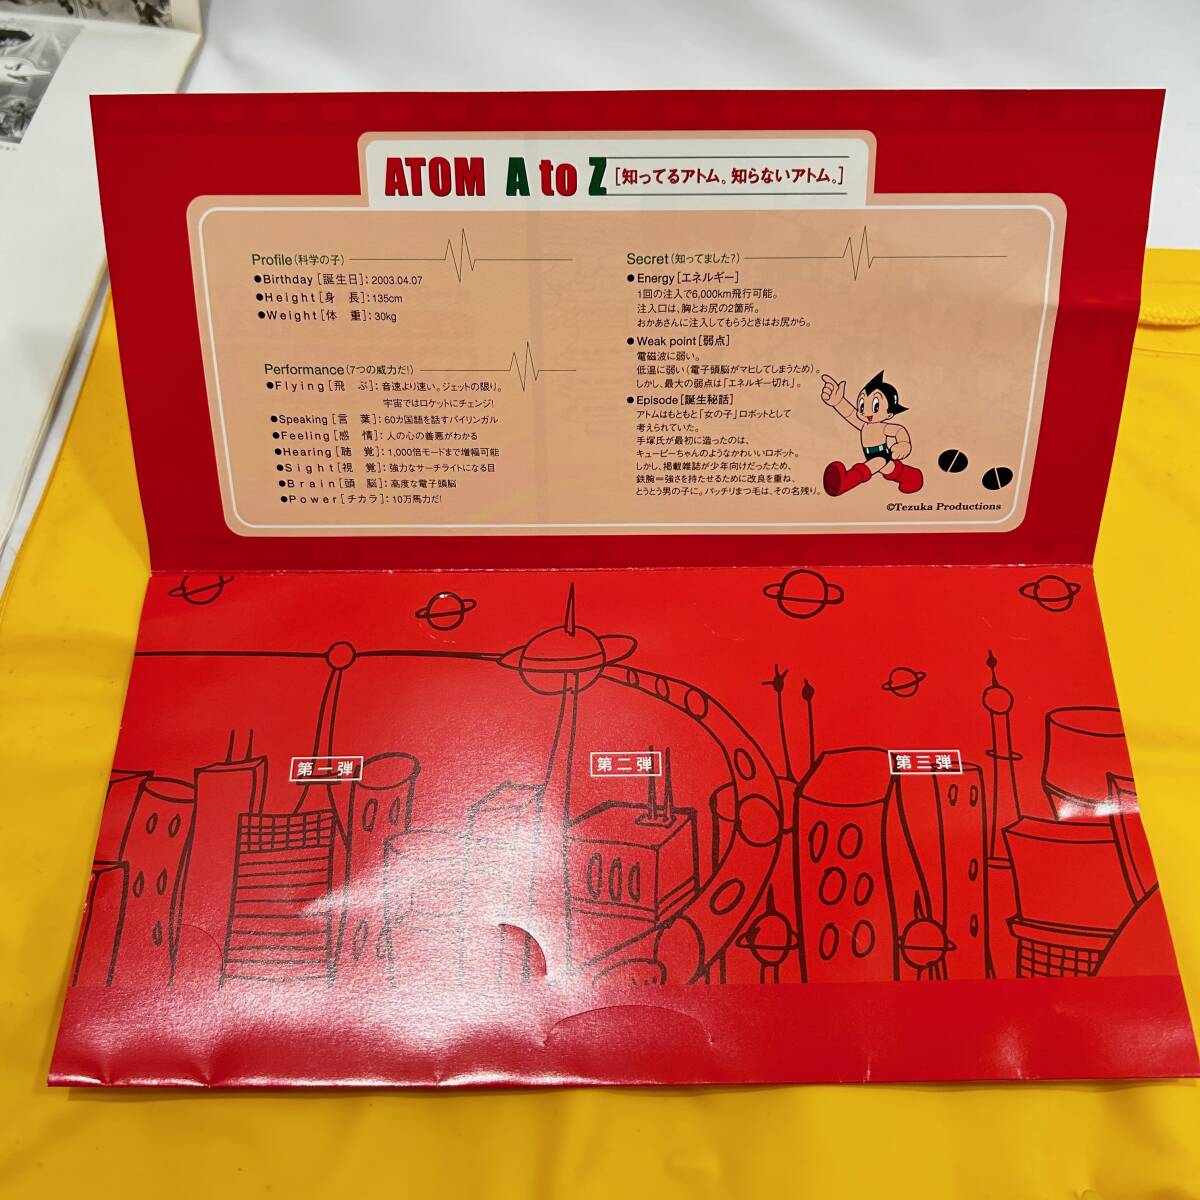 ATOM A to Z [知ってるアトム。知らないアトム。]
Profile(科学の子)
●Birthday[誕生日]:2003.04.07
●Height[身 長]:135cm
●Weight[体 重]:30kg
Performance(7つの威力だ!)
●Flying[飛 ぶ]:音速より速い。ジェットの限り。
宇宙ではロケットにチェンジ!
●Speaking[言 葉]:60カ国語を話すバイリンガル
●Feeling[感 情]:人の心の善悪がわかる
●Hearing[聴 覚]:1,000倍モードまで増幅可能
●Sight[視 覚]:強力なサーチライトになる目
●Brain[頭 脳]:高度な電子頭脳
●Power[チカラ]:10万馬力だ!
Secret(知ってました?)
●Energy[エネルギー]
1回の注入で6,000km飛行可能。
注入口は、胸とお尻の2箇所。
おかあさんに注入してもらうときはお尻から。
●Weak point[弱点]
電磁波に弱い。
低温に弱い(電子頭脳がマヒしてしまうため)。
しかし、最大の弱点は「エネルギー切れ」。
●Episode[誕生秘話]
アトムはもともと「女の子」ロボットとして
考えられていた。
手塚氏が最初に造ったのは、
キューピーちゃんのようなかわいいロボット。
しかし、掲載雑誌が少年向けだったため、
鉄腕=強さを持たせるために改良を重ね、
とうとう男の子に。バッチリまつ毛は、その名残り。
©Tezuka Productions
第一弾
第二弾
第三弾